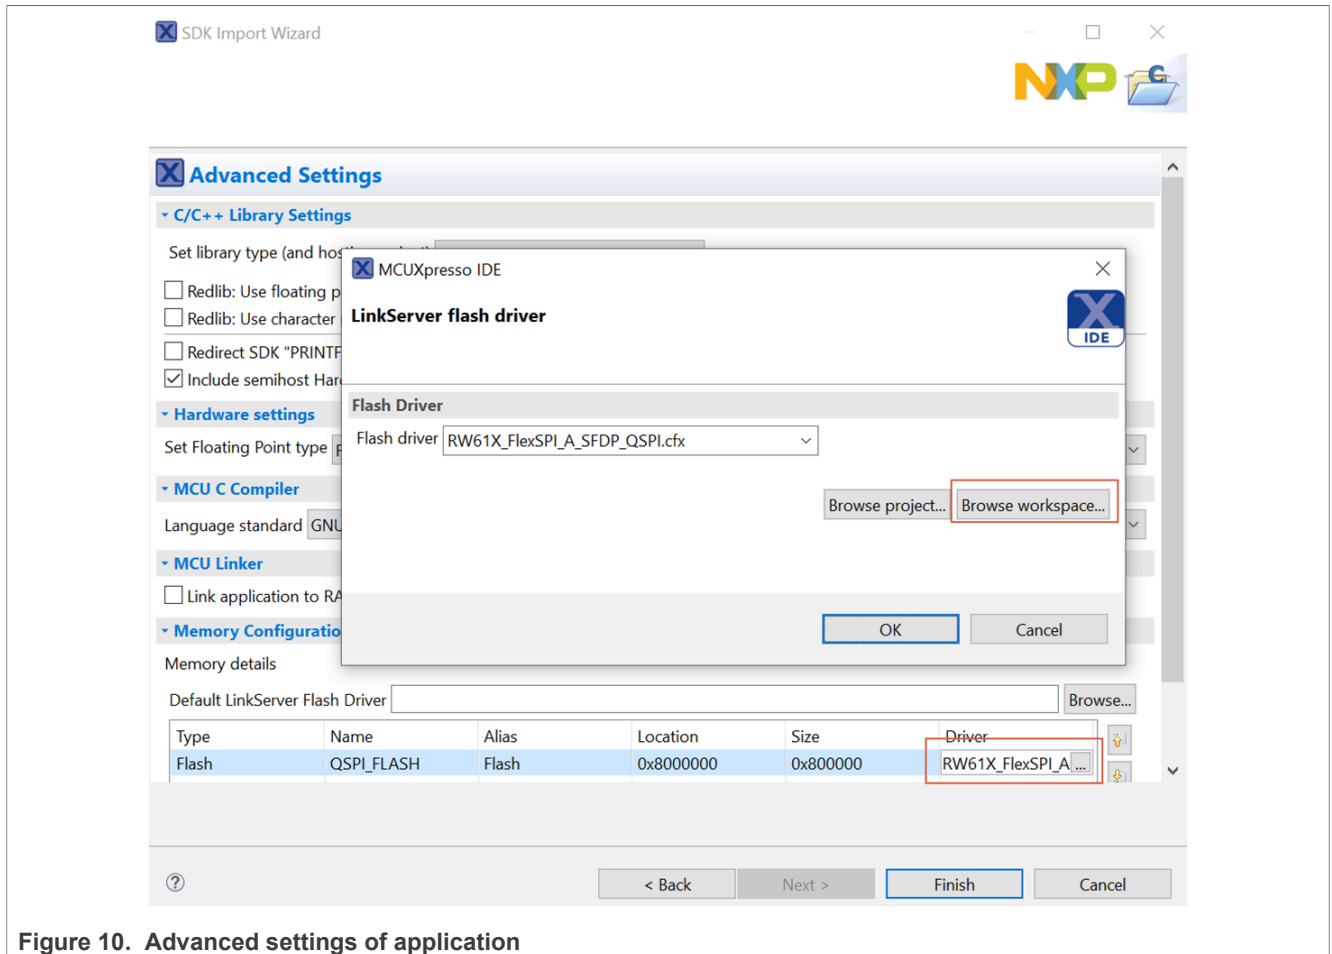 SDK Import Wizard
NXP
Advanced Settings
C/C++ Library Settings
Set library type (and hos
Redlib: Use floating p
Redlib: Use character
Redirect SDK "PRINTF
Include semihost Har
Hardware settings
Set Floating Point type
MCU C Compiler
Language standard GNU
MCU Linker
Link application to RA
Memory Configuratio
Memory details
Default LinkServer Flash Driver
Browse...
Type Name Alias Location Size Driver
Flash QSPI_FLASH Flash 0x8000000 0x800000 RW61X_FlexSPI_A ...
MCUXpresso IDE
LinkServer flash driver
IDE
Flash Driver
Flash driver RW61X_FlexSPI_A_SFDP_QSPI.cfx
Browse project... Browse workspace...
OK Cancel
< Back Next > Finish Cancel
Figure 10. Advanced settings of application